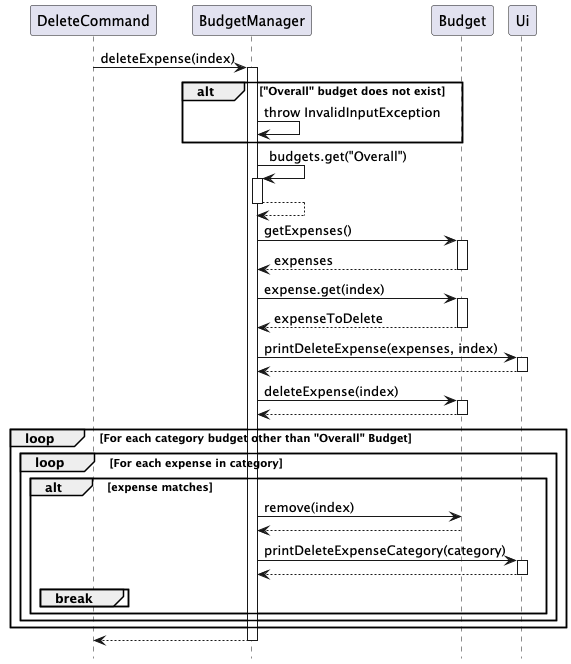 DeleteCommand BudgetManager Budget Ui
deleteExpense(index)
alt ["Overall" budget does not exist]
throw InvalidInputException
budgets.get("Overall")
getExpenses()
expenses
expense.get(index)
expenseToDelete
printDeleteExpense(expenses, index)
deleteExpense(index)
loop [For each category budget other than "Overall" Budget]
loop [For each expense in category]
alt [expense matches]
remove(index)
printDeleteExpenseCategory(category)
break